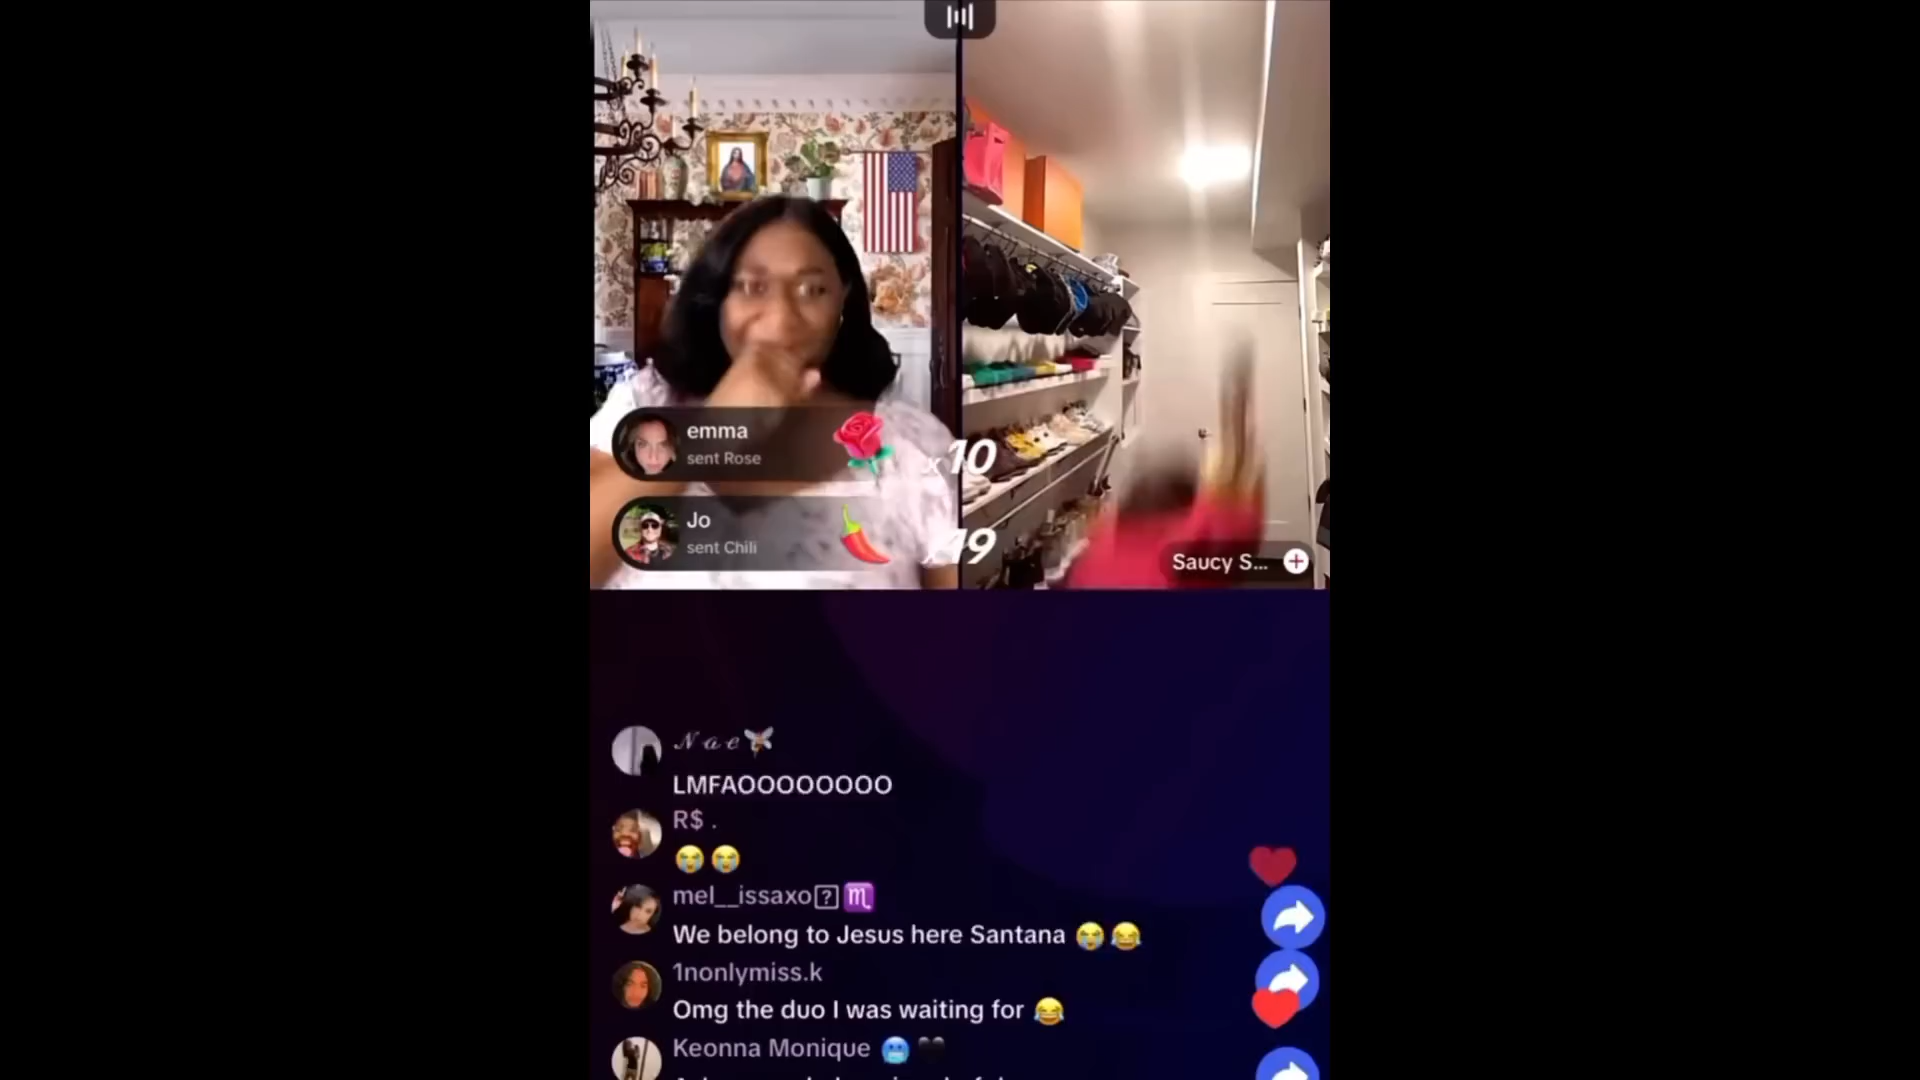 emma
sent Rose
x10
Jo
sent Chili
x19
Saucy S...
𝒩𝒶𝑒
LMFAOOOOOOOO
R$ .
😭😭
mel__issaxo ♏
We belong to Jesus here Santana 😭😂
1nonlymiss.k
Omg the duo I was waiting for 😂
Keonna Monique 🥶🖤